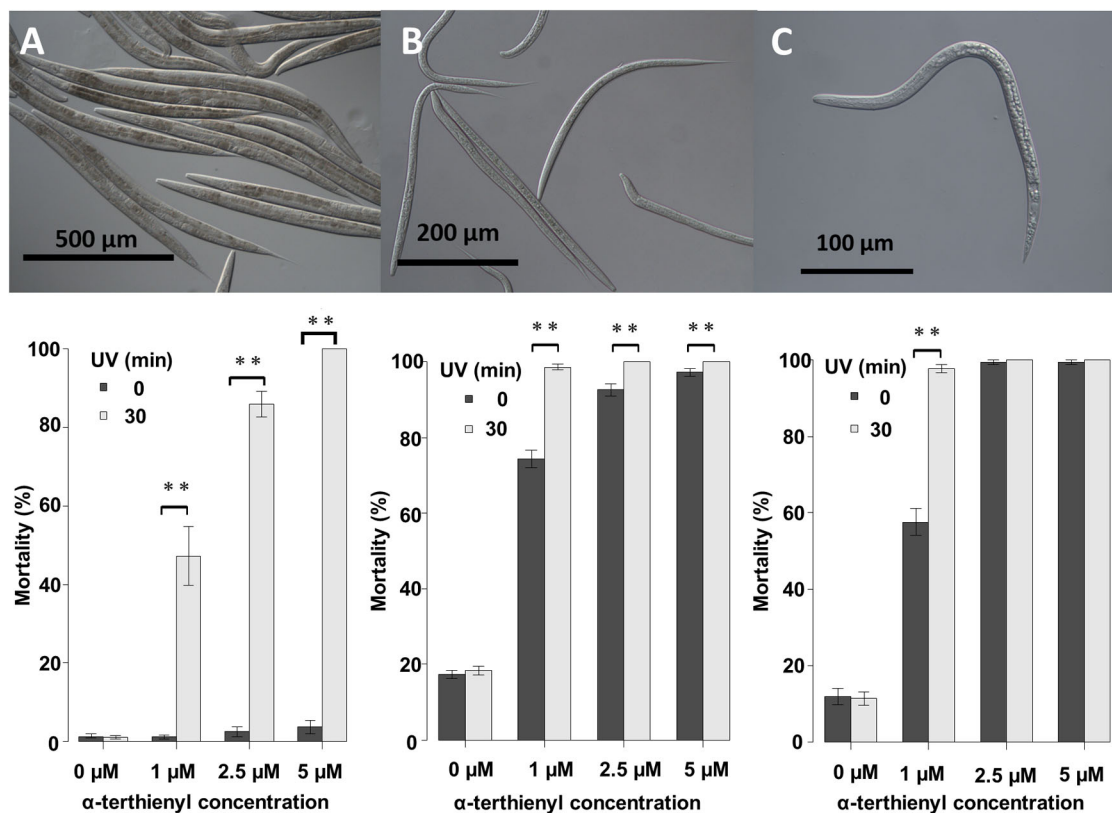 A
500 µm
B
200 µm
C
100 µm
Mortality (%)
100
80
60
40
20
0
UV (min)
0
30
**
**
**
0 µM
1 µM
2.5 µM
5 µM
α-terthienyl concentration
Mortality (%)
100
80
60
40
20
0
UV (min)
0
30
**
**
**
0 µM
1 µM
2.5 µM
5 µM
α-terthienyl concentration
Mortality (%)
100
80
60
40
20
0
UV (min)
0
30
**
0 µM
1 µM
2.5 µM
5 µM
α-terthienyl concentration